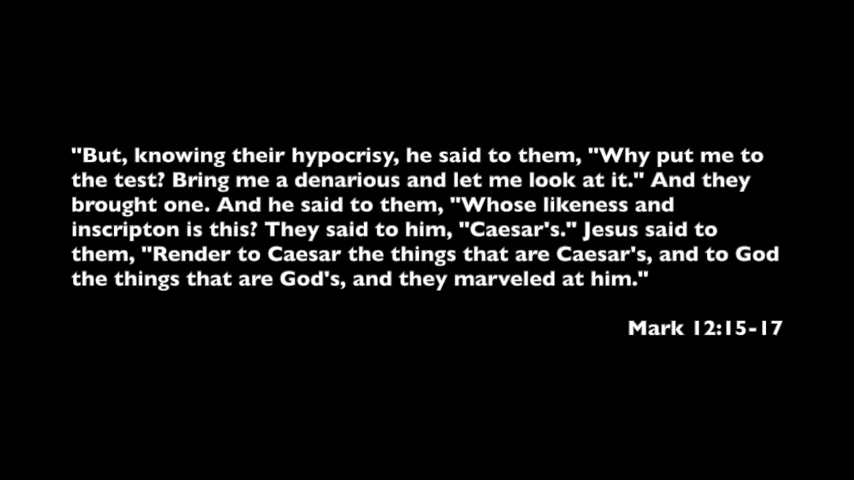 "But, knowing their hypocrisy, he said to them, "Why put me to
the test? Bring me a denarious and let me look at it." And they
brought one. And he said to them, "Whose likeness and
inscripton is this? They said to him, "Caesar's." Jesus said to
them, "Render to Caesar the things that are Caesar's, and to God
the things that are God's, and they marveled at him."
Mark 12:15-17